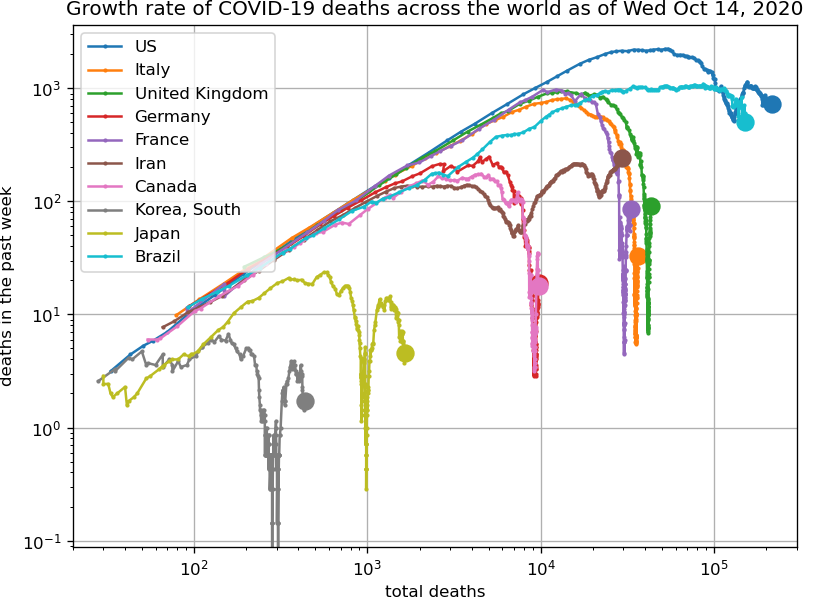 Growth rate of COVID-19 deaths across the world as of Wed Oct 14, 2020
US
Italy
United Kingdom
Germany
France
Iran
Canada
Korea, South
Japan
Brazil
deaths in the past week
10³
10²
10¹
10⁰
10⁻¹
10²
10³
10⁴
10⁵
total deaths